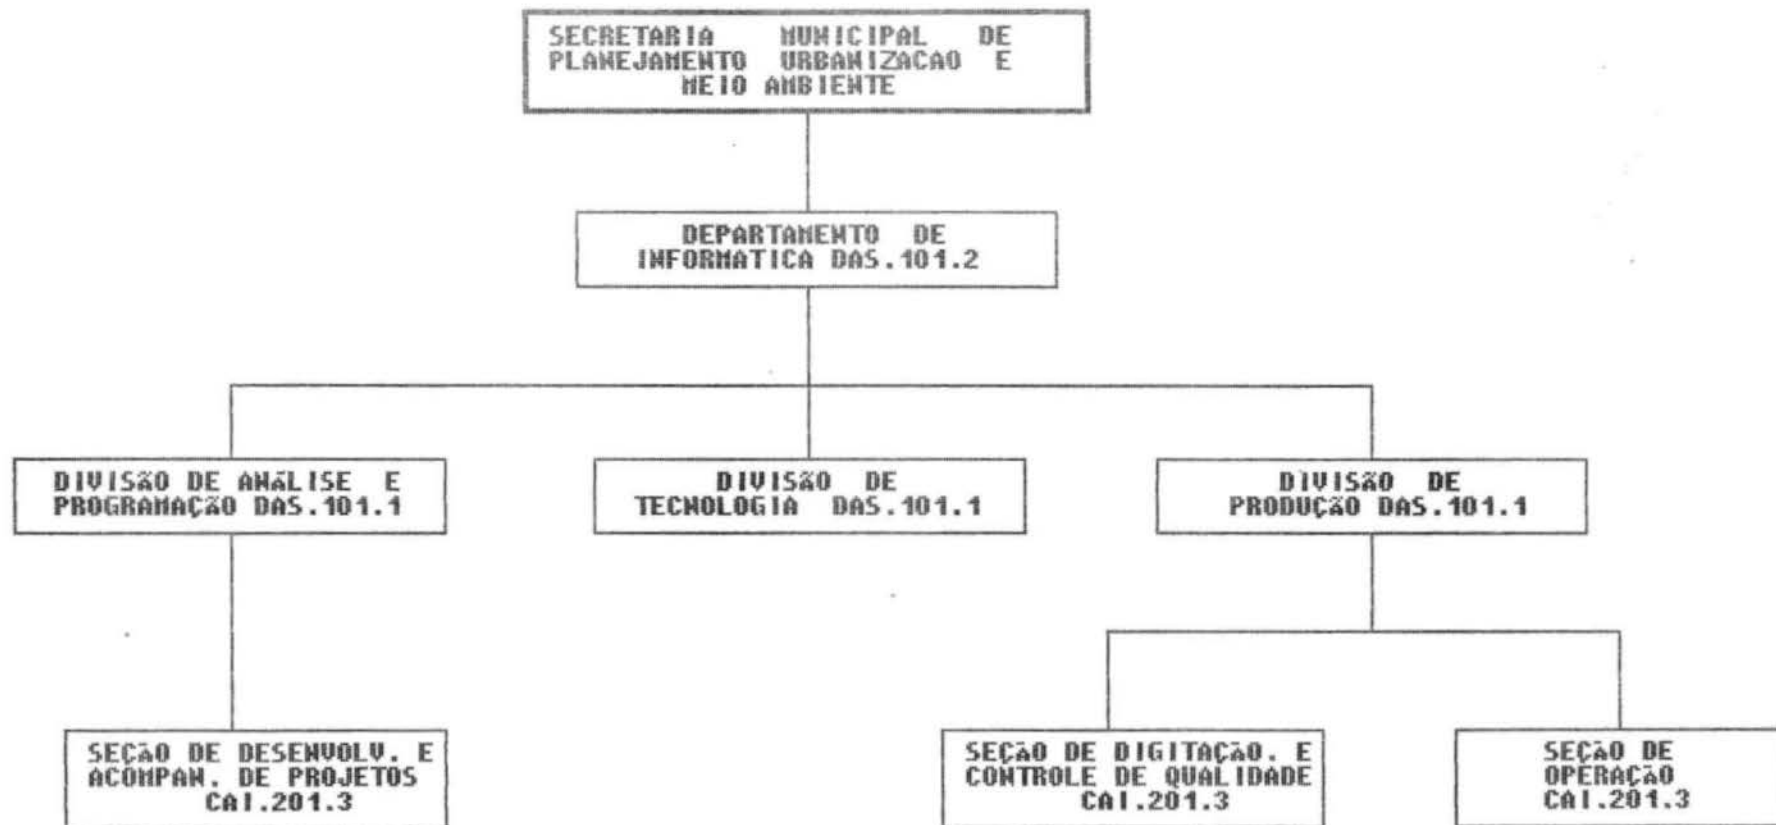 SECRETARIA MUNICIPAL DE
PLANEJAMENTO URBANIZACAO E
MEIO AMBIENTE
DEPARTAMENTO DE
INFORMATICA DAS.101.2
DIVISãO DE ANáLISE E
PROGRAMAÇãO DAS.101.1
DIVISãO DE
TECNOLOGIA DAS.101.1
DIVISãO DE
PRODUÇãO DAS.101.1
SEÇãO DE DESENVOLV. E
ACOMPAN. DE PROJETOS
CAI.201.3
SEÇãO DE DIGITAÇãO. E
CONTROLE DE QUALIDADE
CAI.201.3
SEÇãO DE
OPERAÇãO
CAI.201.3